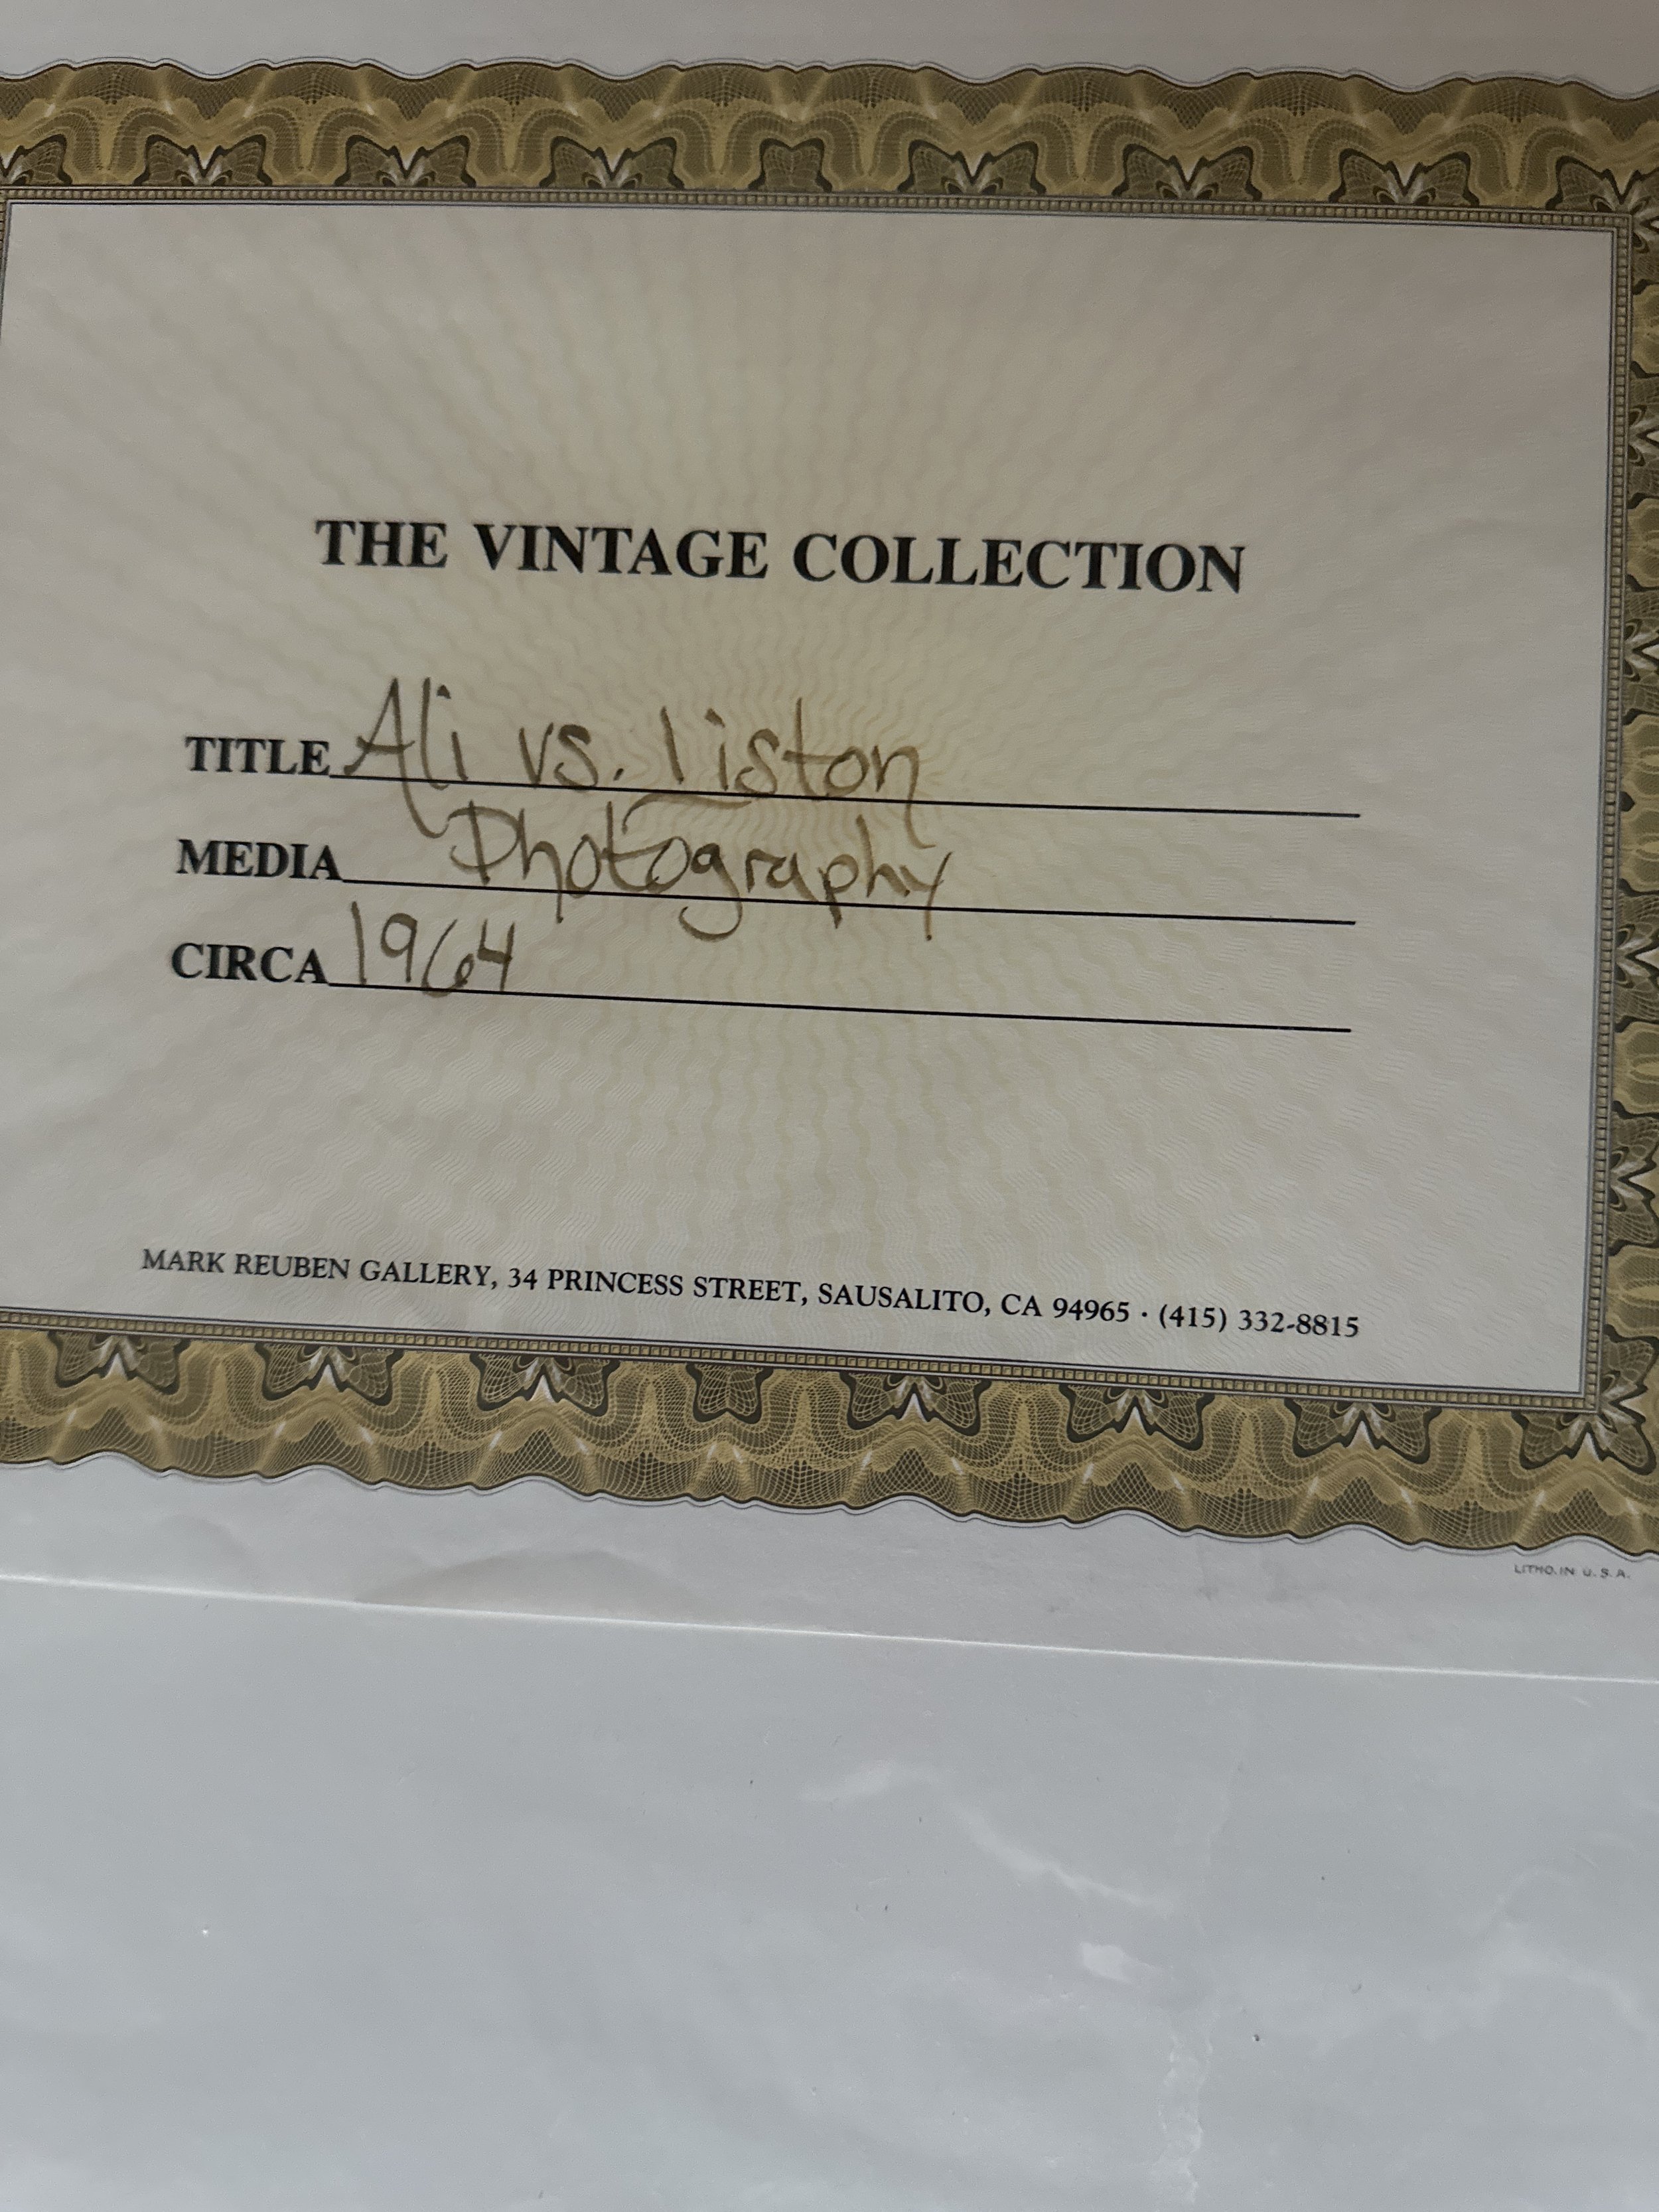 THE VINTAGE COLLECTION
TITLE Ali vs. Liston
MEDIA Photography
CIRCA 1964
MARK REUBEN GALLERY, 34 PRINCESS STREET, SAUSALITO, CA 94965 · (415) 332-8815
LITHO. IN U. S. A.